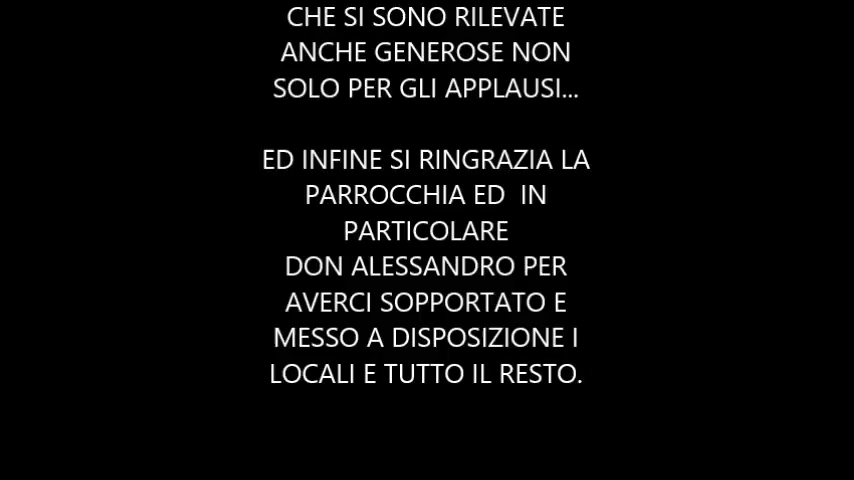 CHE SI SONO RILEVATE
ANCHE GENEROSE NON
SOLO PER GLI APPLAUSI...
ED INFINE SI RINGRAZIA LA
PARROCCHIA ED  IN
PARTICOLARE
DON ALESSANDRO PER
AVERCI SOPPORTATO E
MESSO A DISPOSIZIONE I
LOCALI E TUTTO IL RESTO.